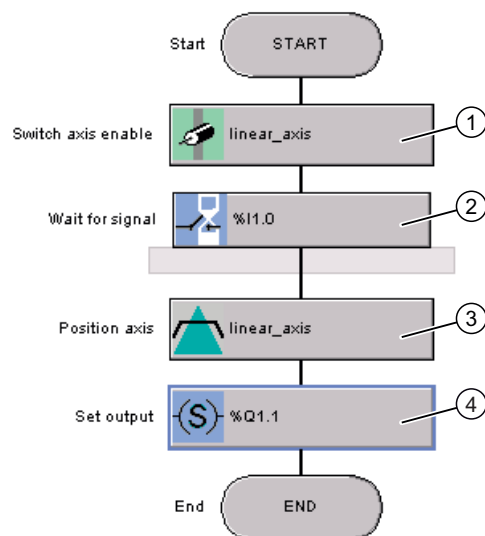 Start START
Switch axis enable linear_axis 1
Wait for signal %I1.0 2
Position axis linear_axis 3
Set output (S) %Q1.1 4
End END